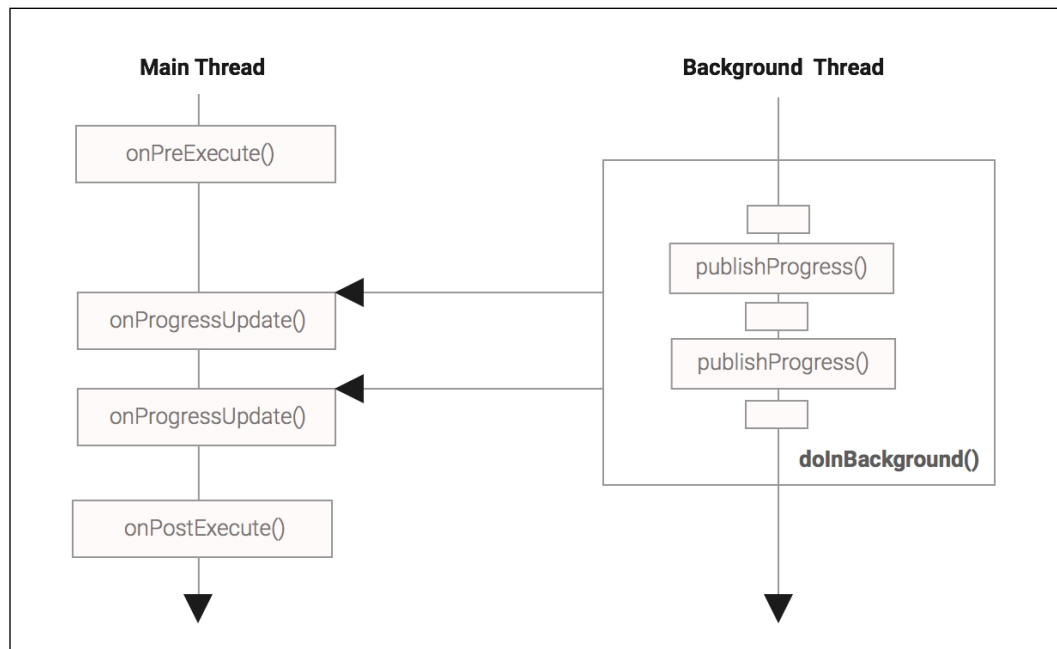 Main Thread
Background Thread
onPreExecute()
publishProgress()
onProgressUpdate()
publishProgress()
onProgressUpdate()
doInBackground()
onPostExecute()